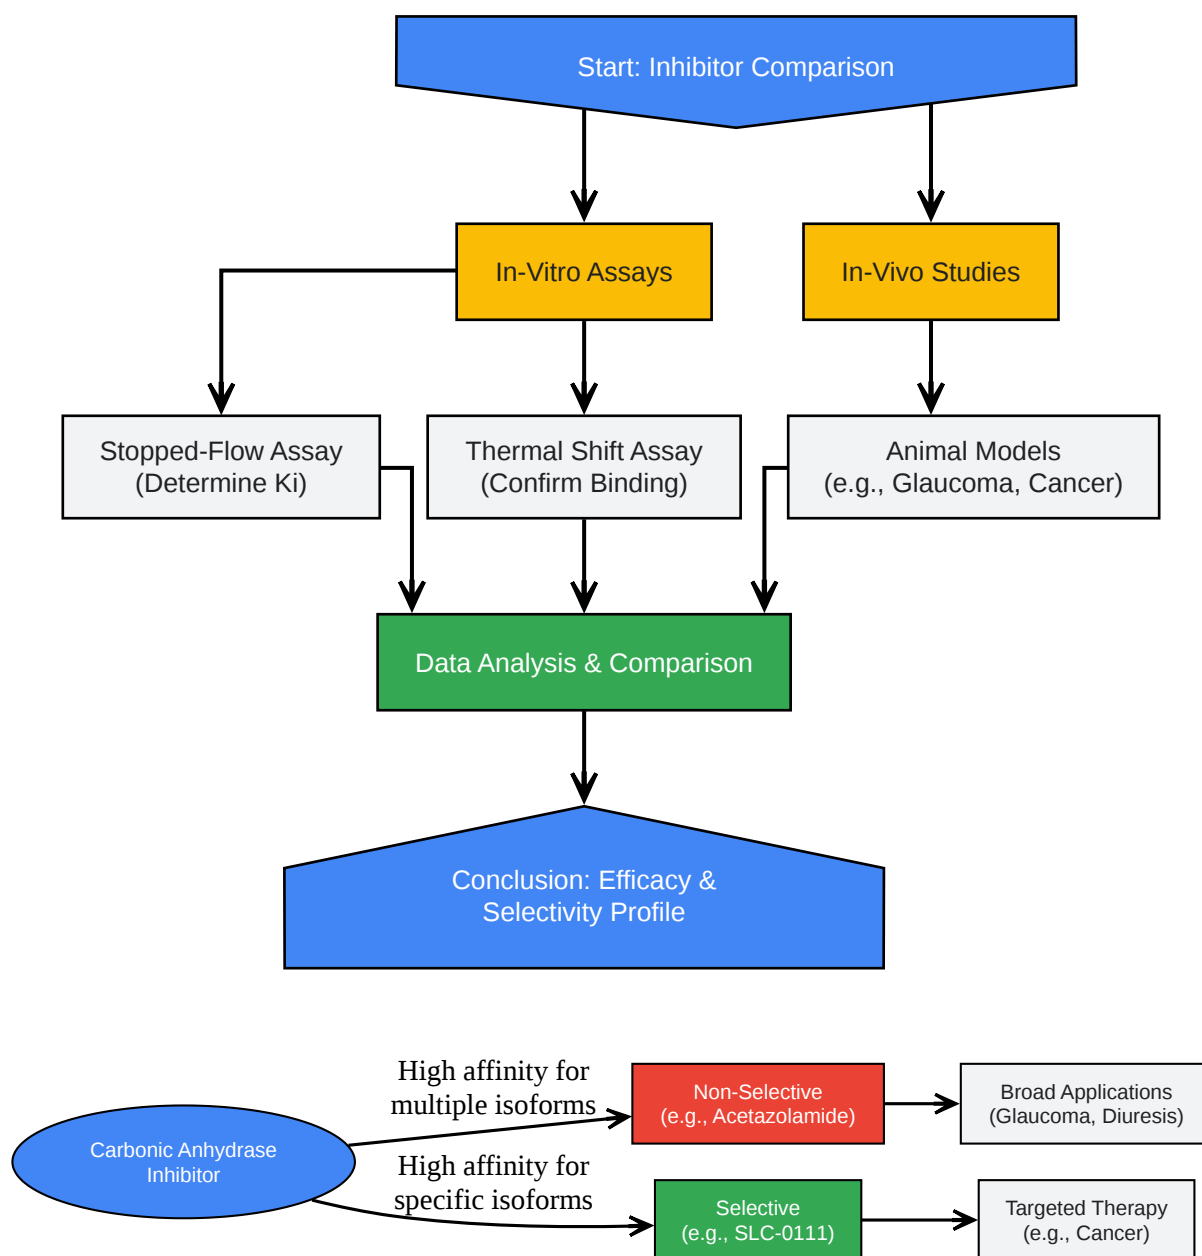 Start: Inhibitor Comparison
In-Vitro Assays
In-Vivo Studies
Stopped-Flow Assay
(Determine Ki)
Thermal Shift Assay
(Confirm Binding)
Animal Models
(e.g., Glaucoma, Cancer)
Data Analysis & Comparison
Conclusion: Efficacy &
Selectivity Profile
Carbonic Anhydrase
Inhibitor
High affinity for
multiple isoforms
Non-Selective
(e.g., Acetazolamide)
Broad Applications
(Glaucoma, Diuresis)
High affinity for
specific isoforms
Selective
(e.g., SLC-0111)
Targeted Therapy
(e.g., Cancer)